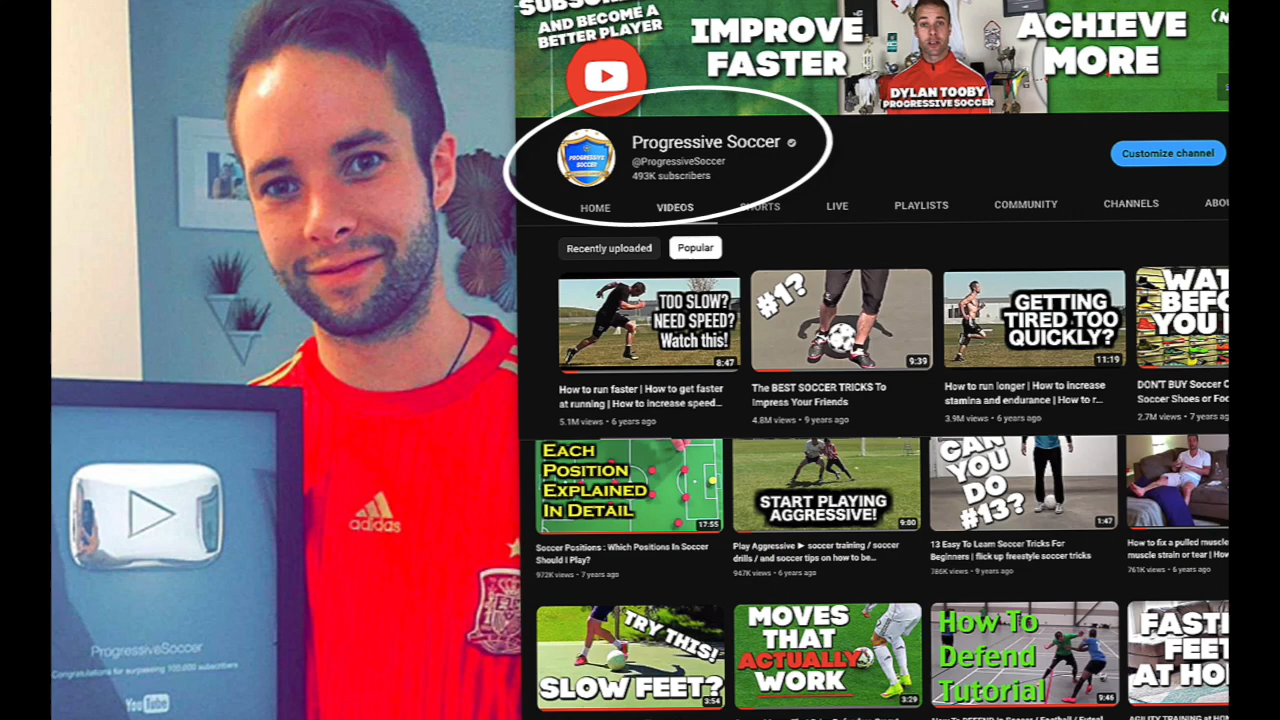 AND BECOME A
BETTER PLAYER
IMPROVE
FASTER
ACHIEVE
MORE
DYLAN TOOBY
PROGRESSIVE SOCCER
PROGRESSIVE
SOCCER
Progressive Soccer
@ProgressiveSoccer
493K subscribers
Customize channel
HOME
VIDEOS
SHORTS
LIVE
PLAYLISTS
COMMUNITY
CHANNELS
Recently uploaded
Popular
TOO SLOW?
NEED SPEED?
Watch this!
8:47
How to run faster | How to get faster
at running | How to increase speed...
5.1M views • 6 years ago
#1?
9:39
The BEST SOCCER TRICKS To
Impress Your Friends
4.8M views • 9 years ago
GETTING
TIRED TOO
QUICKLY?
11:19
How to run longer | How to increase
stamina and endurance | How to r...
3.9M views • 6 years ago
DON'T BUY Soccer
Soccer Shoes or
2.7M views • 7 years
EACH
POSITION
EXPLAINED
IN DETAIL
17:55
Soccer Positions : Which Positions In Soccer
Should I Play?
972K views • 7 years ago
START PLAYING
AGGRESSIVE!
9:00
Play Aggressive ► soccer training / soccer
drills / and soccer tips on how to be...
947K views • 6 years ago
CAN
YOU
DO
#13?
1:47
13 Easy To Learn Soccer Tricks For
Beginners | flick up freestyle soccer tricks
786K views • 9 years ago
How to fix a pulled muscle
muscle strain or tear |
761K views • 6 years ago
TRY THIS!
SLOW FEET?
3:54
MOVES
THAT
ACTUALLY
WORK
3:29
How To
Defend
Tutorial
9:46
FEET
AT
adidas
ProgressiveSoccer
Congratulations for surpassing 100,000 subscribers
YouTube